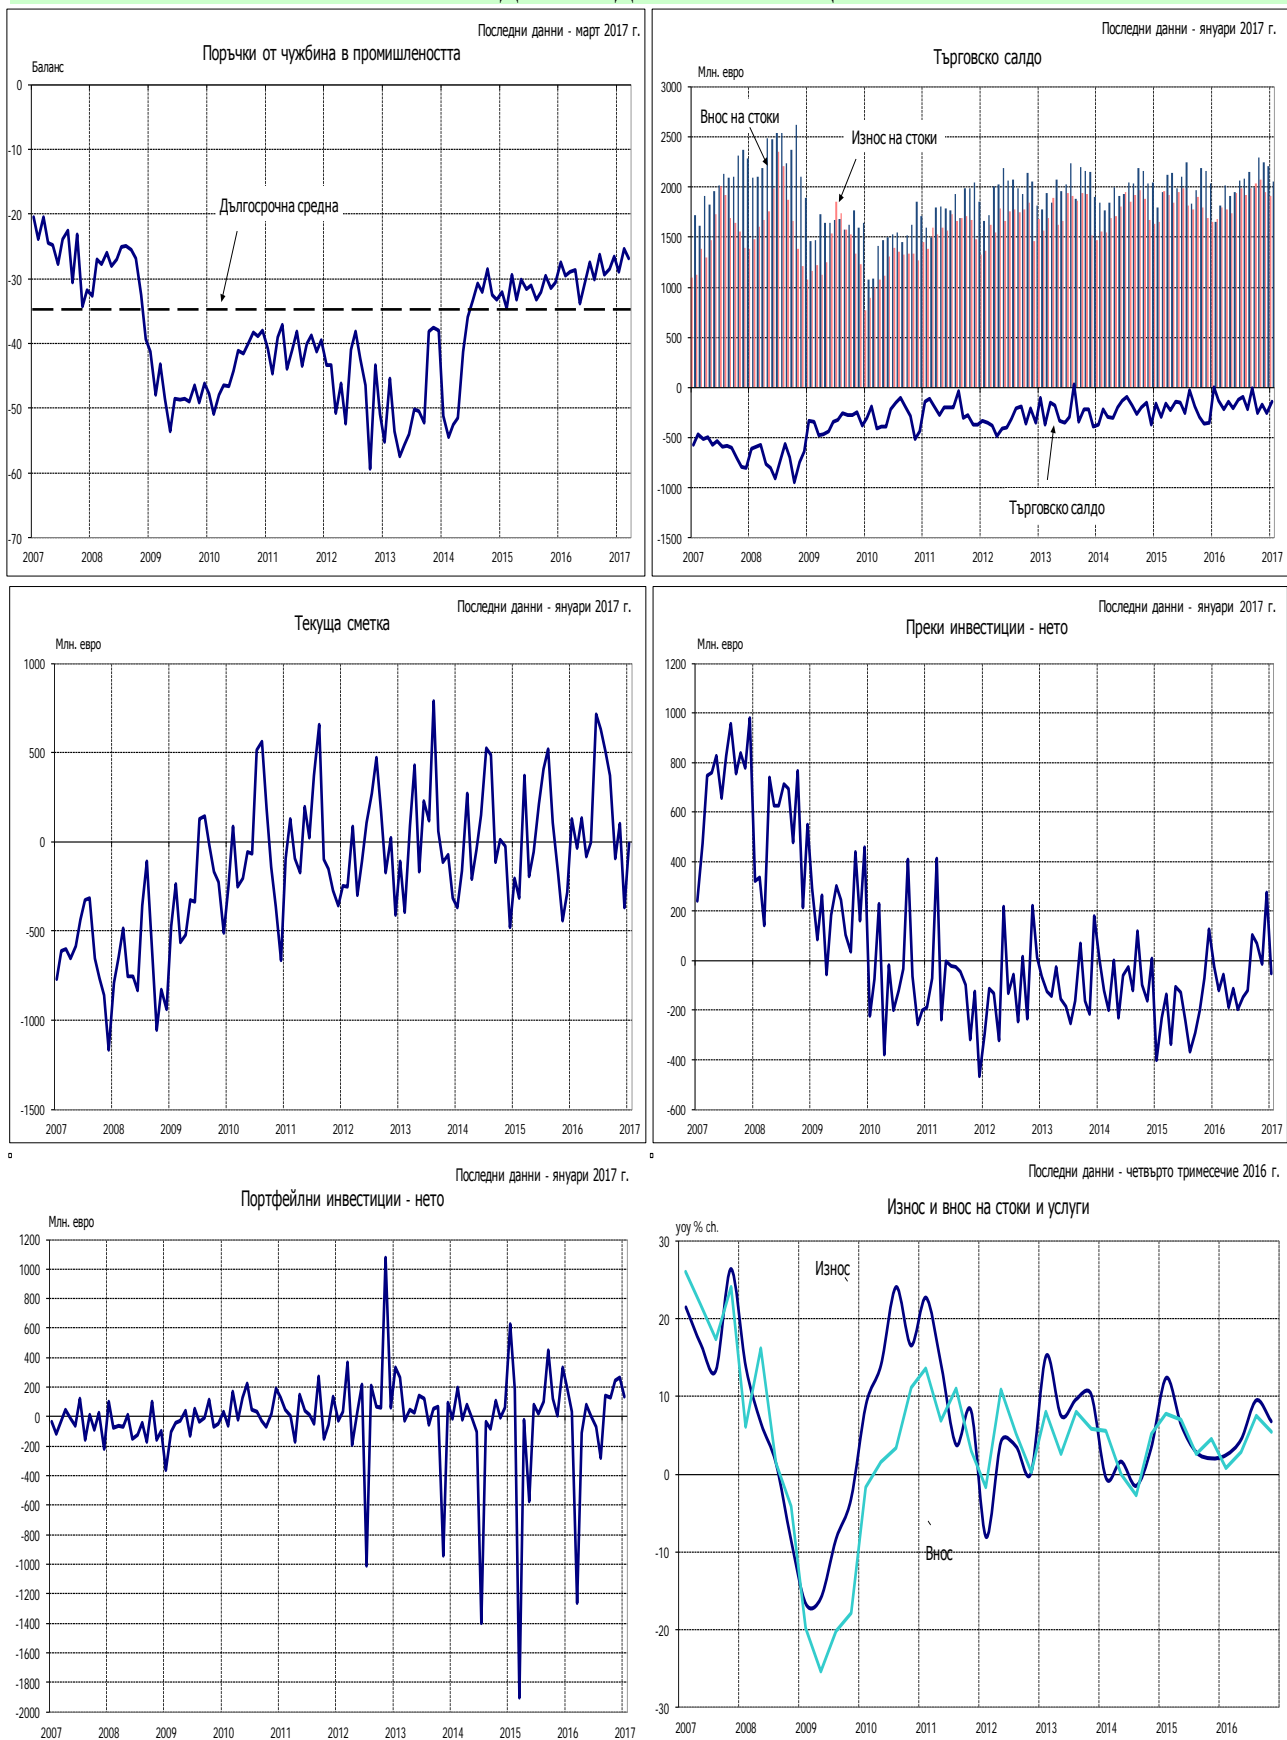 Последни данни - март 2017 г.
Поръчки от чужбина в промишлеността
Баланс
0
-10
-20
-30
-40
-50
-60
-70
Дългосрочна средна
2007 2008 2009 2010 2011 2012 2013 2014 2015 2016 2017
Последни данни - януари 2017 г.
Търговско салдо
Млн. евро
3000
2500
2000
1500
1000
500
0
-500
-1000
-1500
Внос на стоки
Износ на стоки
Търговско салдо
2007 2008 2009 2010 2011 2012 2013 2014 2015 2016 2017
Последни данни - януари 2017 г.
Текуща сметка
Млн. евро
1000
500
0
-500
-1000
-1500
2007 2008 2009 2010 2011 2012 2013 2014 2015 2016 2017
Последни данни - януари 2017 г.
Преки инвестиции - нето
Млн. евро
1200
1000
800
600
400
200
0
-200
-400
-600
2007 2008 2009 2010 2011 2012 2013 2014 2015 2016 2017
Последни данни - януари 2017 г.
Портфейлни инвестиции - нето
Млн. евро
1200
1000
800
600
400
200
0
-200
-400
-600
-800
-1000
-1200
-1400
-1600
-1800
-2000
2007 2008 2009 2010 2011 2012 2013 2014 2015 2016 2017
Последни данни - четвърто тримесечие 2016 г.
Износ и внос на стоки и услуги
yoy % ch.
30
20
10
0
-10
-20
-30
Износ
Внос
2007 2008 2009 2010 2011 2012 2013 2014 2015 2016